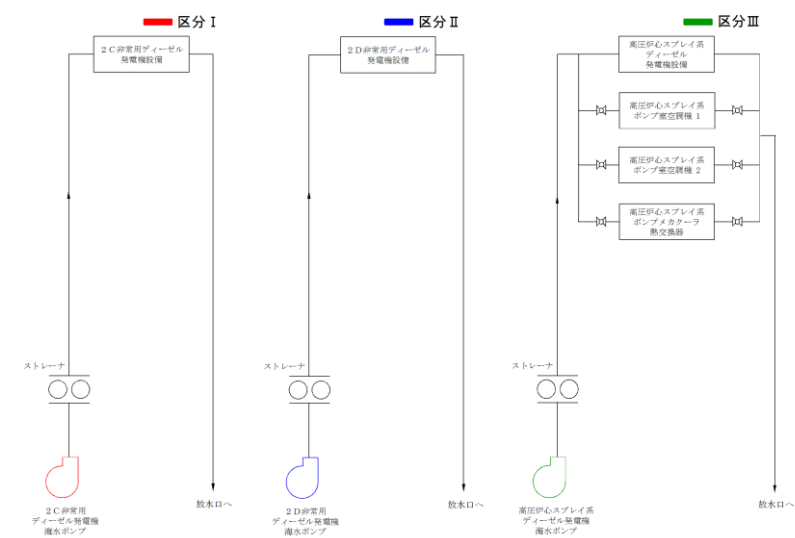 区分Ⅰ
区分Ⅱ
区分Ⅲ
2C非常用ディーゼル
発電機設備
2D非常用ディーゼル
発電機設備
高圧炉心スプレイ系
ディーゼル
発電機設備
高圧炉心スプレイ系
ポンプ室空調機 1
高圧炉心スプレイ系
ポンプ室空調機 2
高圧炉心スプレイ系
ポンプメカクーラ
熱交換器
ストレーナ
ストレーナ
ストレーナ
2C非常用
ディーゼル発電機
海水ポンプ
放水口へ
2D非常用
ディーゼル発電機
海水ポンプ
放水口へ
高圧炉心スプレイ系
ディーゼル発電機
海水ポンプ
放水口へ